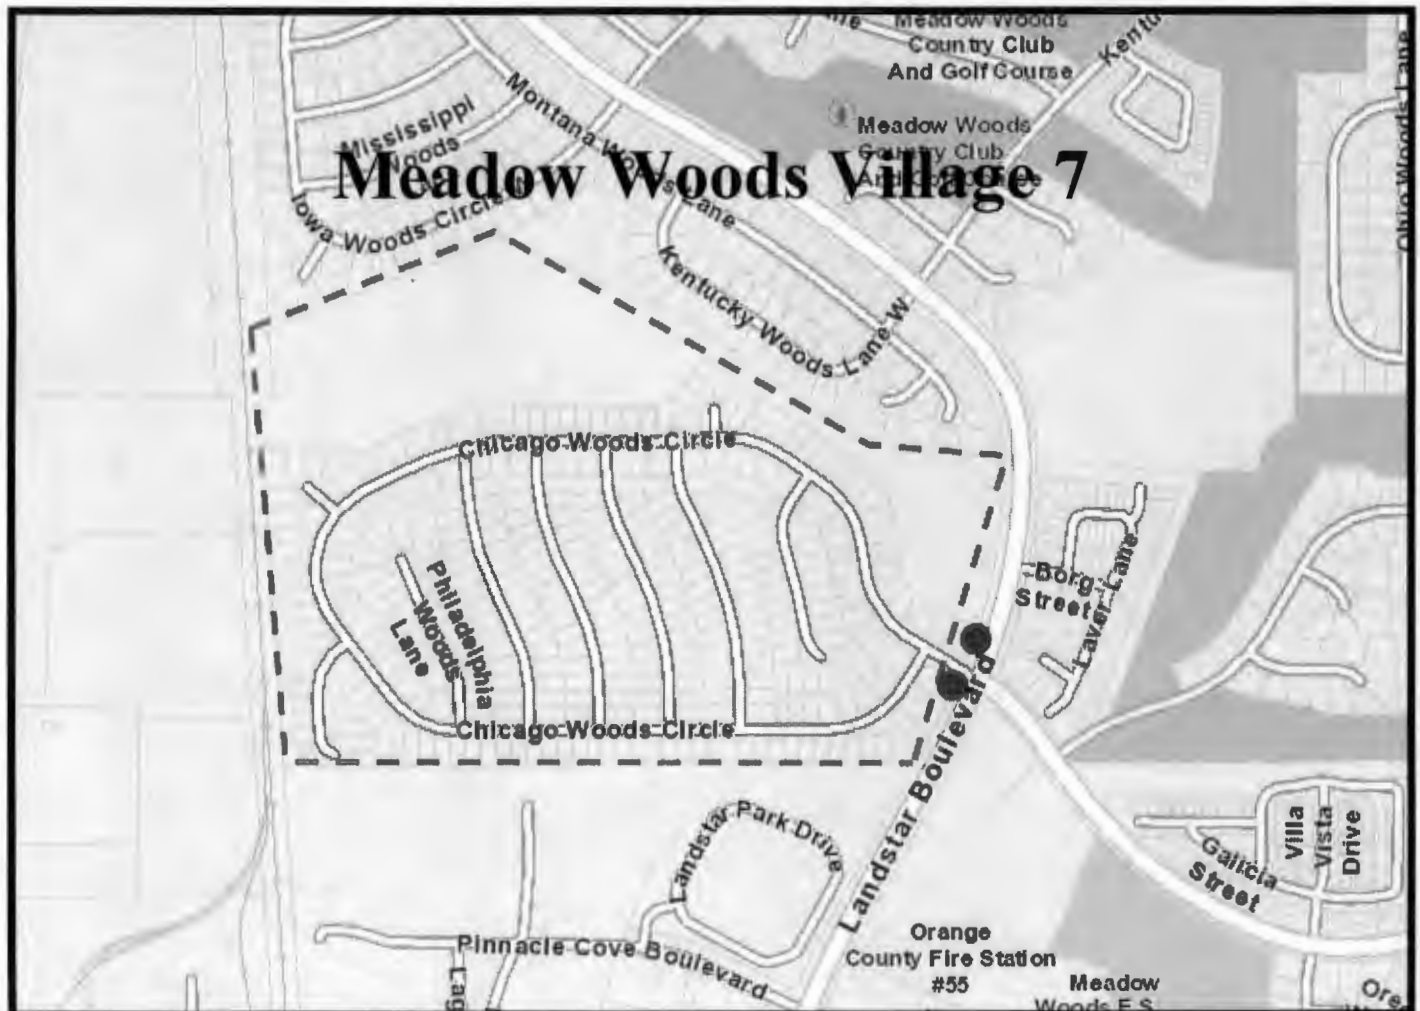 Meadow Woods
Country Club
And Golf Course
Meadow Woods
Country Club
Mississippi
Woods
Montana Woods Lane
Meadow Woods Village 7
Iowa Woods Circle
Kentucky Woods Lane W
Ohio Woods Lane
Chicago Woods Circle
Philadelphia
Woods
Lane
Chicago Woods Circle
Borg
Street
Laver Lane
Landstar Boulevard
Landstar Park Drive
Villa
Vista
Drive
Galicia
Street
Pinnacle Cove Boulevard
Orange
County Fire Station
#55
Meadow
Woods E S